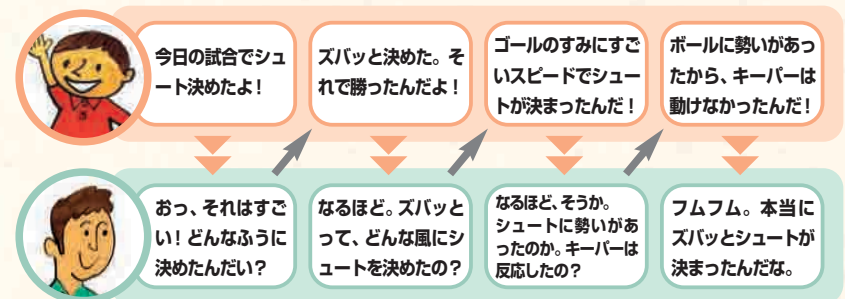 今日の試合でシュ
ート決めたよ！
おっ、それはすご
い！どんなふうに
決めたんだい？
ズバッと決めた。そ
れで勝ったんだよ！
なるほど。ズバッと
って、どんな風にシ
ュートを決めたの？
ゴールのすみにすご
いスピードでシュー
トが決まったんだ！
なるほど、そうか。
シュートに勢いがあ
ったのか。キーパーは
反応したの？
ボールに勢いがあっ
たから、キーパーは
動けなかったんだ！
フムフム。本当に
ズバッとシュートが
決まったんだな。